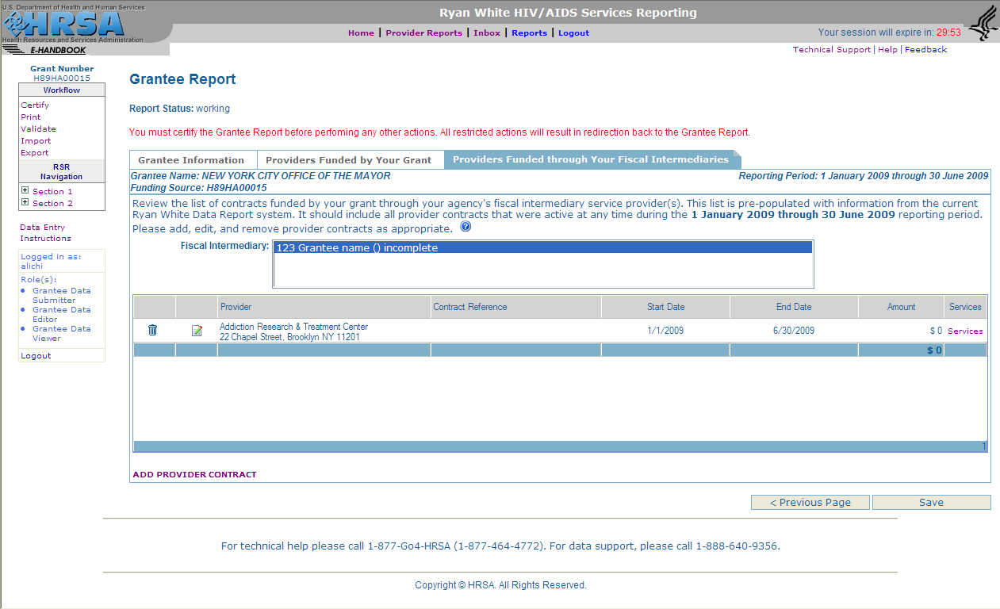 U.S. Department of Health and Human Services
HRSA
Health Resources and Services Administration
E-HANDBOOK
Ryan White HIV/AIDS Services Reporting
Home | Provider Reports | Inbox | Reports | Logout
Your session will expire in: 29:53
Technical Support | Help | Feedback
Grant Number
H89HA00015
Workflow
Certify
Print
Validate
Import
Export
RSR
Navigation
Section 1
Section 2
Data Entry
Instructions
Logged in as:
alichi
Role(s):
Grantee Data
Submitter
Grantee Data
Editor
Grantee Data
Viewer
Logout
Grantee Report
Report Status: working
You must certify the Grantee Report before perfoming any other actions. All restricted actions will result in redirection back to the Grantee Report.
Grantee Information Providers Funded by Your Grant Providers Funded through Your Fiscal Intermediaries
Grantee Name: NEW YORK CITY OFFICE OF THE MAYOR Reporting Period: 1 January 2009 through 30 June 2009
Funding Source: H89HA00015
Review the list of contracts funded by your grant through your agency's fiscal intermediary service provider(s). This list is pre-populated with information from the current
Ryan White Data Report system. It should include all provider contracts that were active at any time during the 1 January 2009 through 30 June 2009 reporting period.
Please add, edit, and remove provider contracts as appropriate. ?
Fiscal Intermediary: 123 Grantee name () incomplete
Provider Contract Reference Start Date End Date Amount Services
Addiction Research & Treatment Center
22 Chapel Street, Brooklyn NY 11201 1/1/2009 6/30/2009 $ 0 Services
$ 0
1
ADD PROVIDER CONTRACT
< Previous Page Save
For technical help please call 1-877-Go4-HRSA (1-877-464-4772). For data support, please call 1-888-640-9356.
Copyright © HRSA. All Rights Reserved.